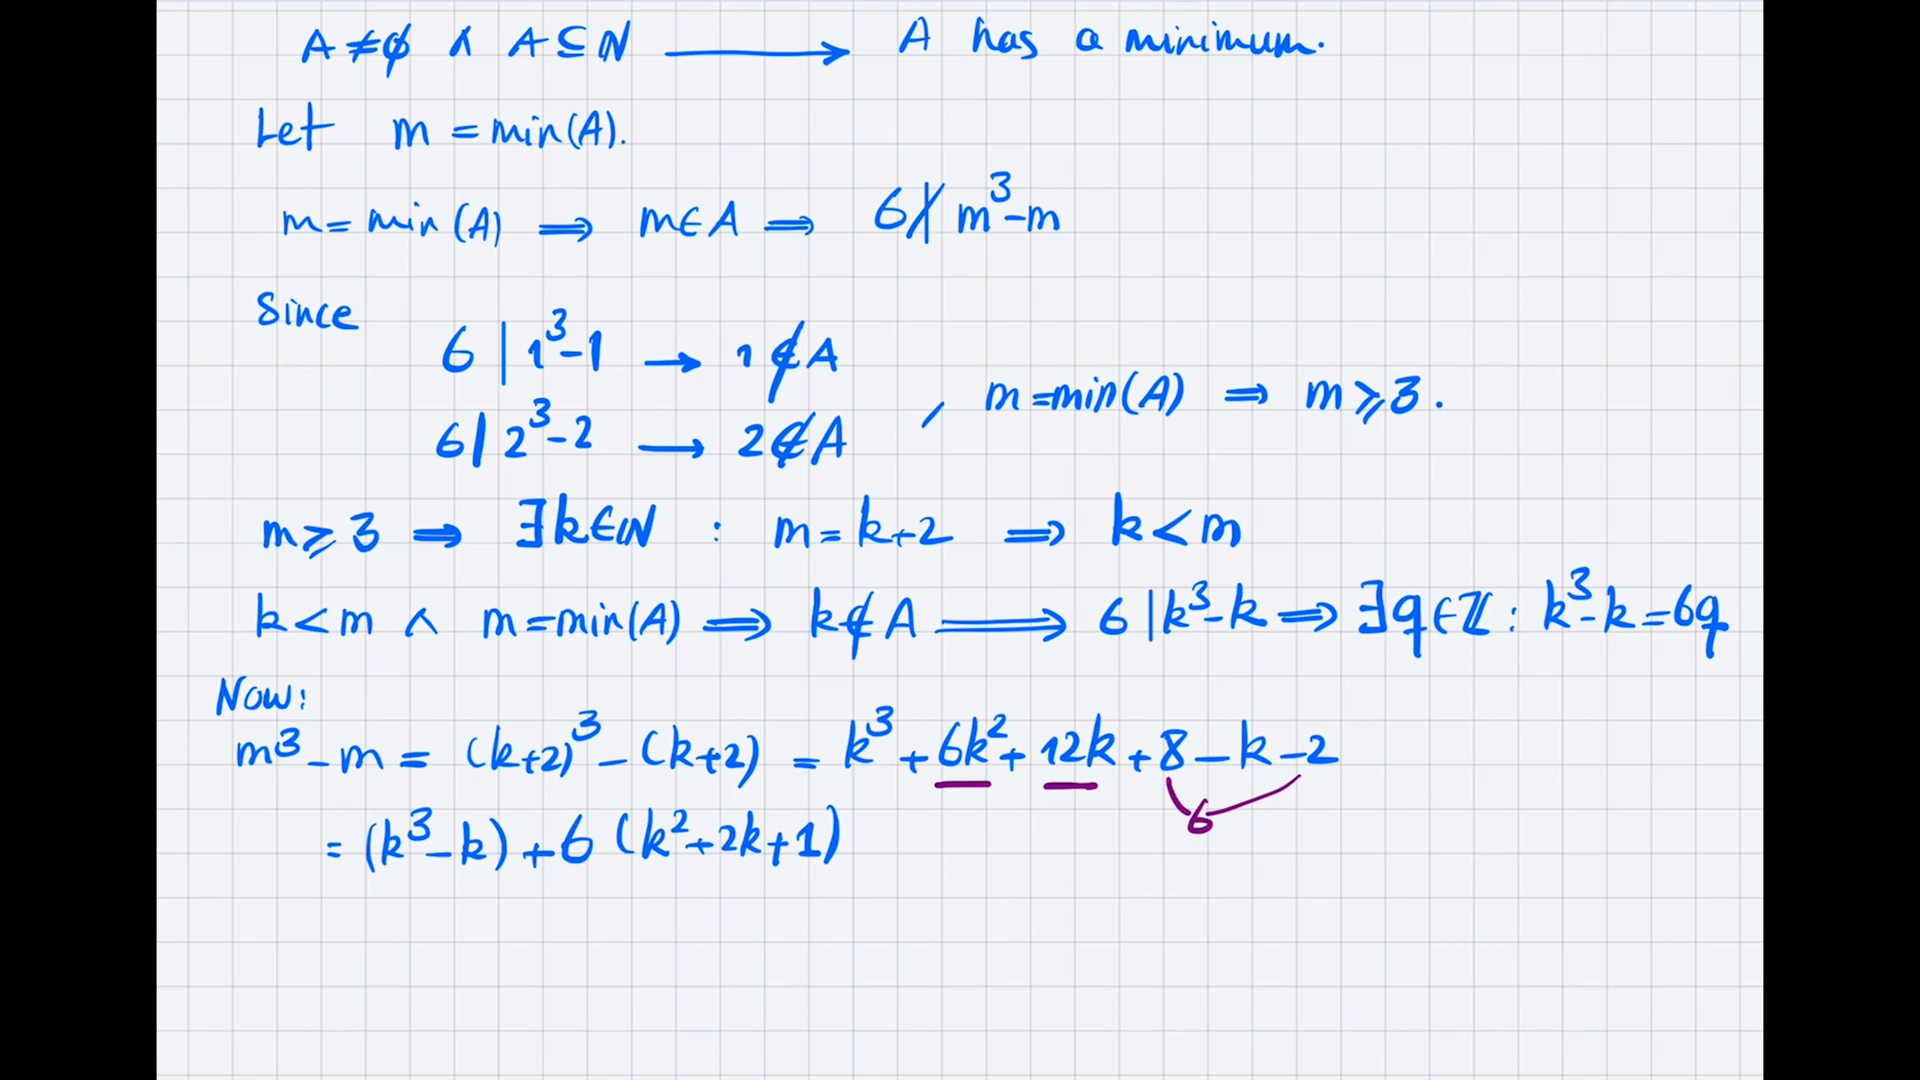 A ≠ ∅ ∧ A ⊆ ℕ ⟶ A has a minimum.
Let m = min(A).
m = min(A) ⟹ m ∈ A ⟹ 6 ∤ m³-m
Since
6 | 1³-1 → 1 ∉ A
6 | 2³-2 → 2 ∉ A , m = min(A) ⟹ m ⩾ 3.
m ⩾ 3 ⟹ ∃k ∈ ℕ : m = k+2 ⟹ k < m
k < m ∧ m = min(A) ⟹ k ∉ A ⟹ 6 | k³-k ⟹ ∃q ∈ ℤ : k³-k = 6q
Now:
m³-m = (k+2)³ - (k+2) = k³ + 6k² + 12k + 8 - k - 2
6
= (k³-k) + 6 (k²+2k+1)